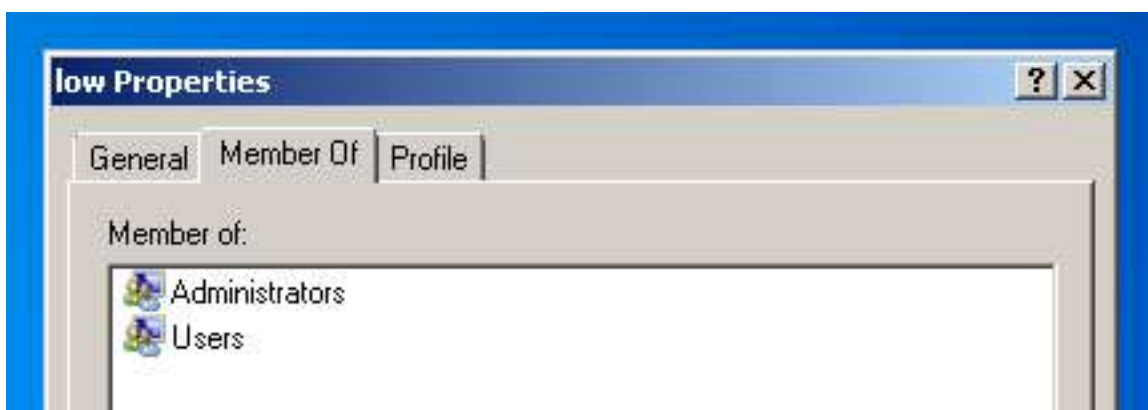 low Properties
General Member Of Profile
Member of:
Administrators
Users